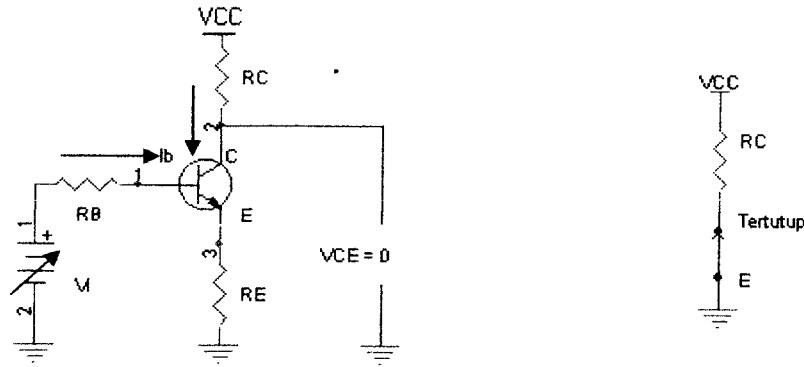 VCC
RC
2
C
Ib
1
RB
E
1
+
3
VCE = 0
VI
RE
2
VCC
RC
Tertutup
E